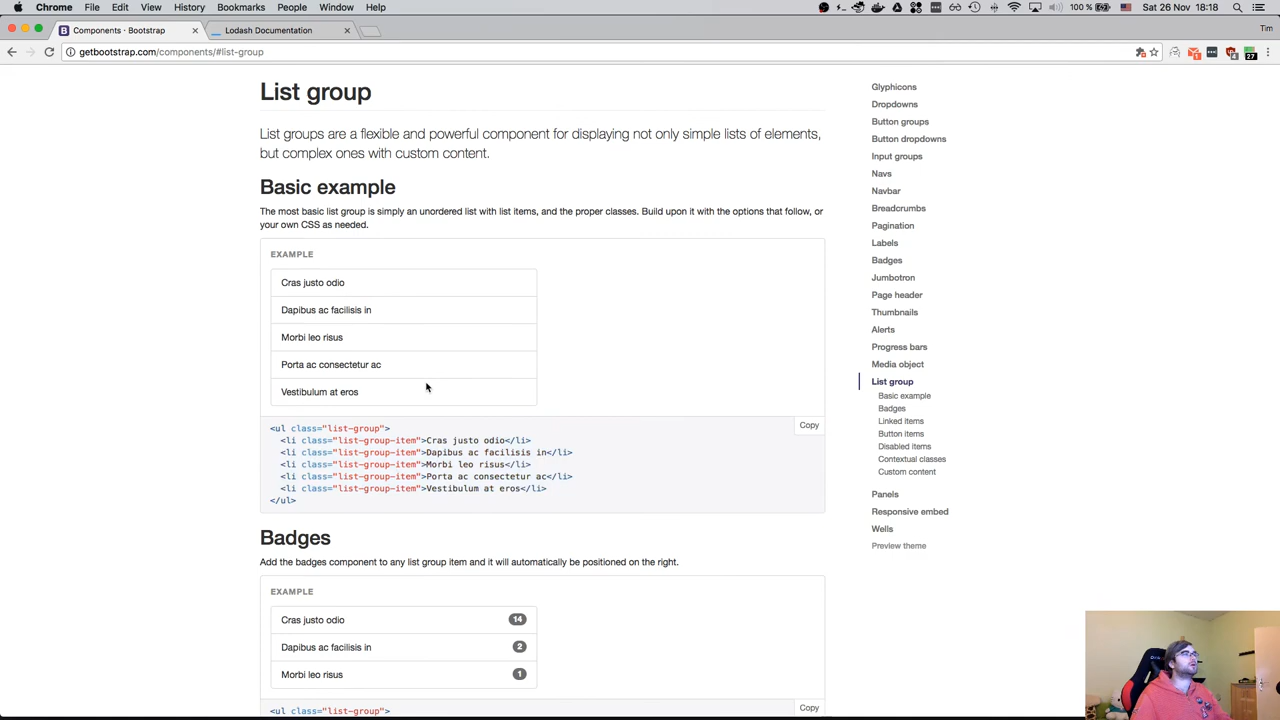 Chrome File Edit View History Bookmarks People Window Help 100 % Sat 26 Nov 18:18
Components · Bootstrap Lodash Documentation Tim
getbootstrap.com/components/#list-group
List group
List groups are a flexible and powerful component for displaying not only simple lists of elements,
but complex ones with custom content.
Basic example
The most basic list group is simply an unordered list with list items, and the proper classes. Build upon it with the options that follow, or
your own CSS as needed.
EXAMPLE
Cras justo odio
Dapibus ac facilisis in
Morbi leo risus
Porta ac consectetur ac
Vestibulum at eros
Copy
<ul class="list-group">
<li class="list-group-item">Cras justo odio</li>
<li class="list-group-item">Dapibus ac facilisis in</li>
<li class="list-group-item">Morbi leo risus</li>
<li class="list-group-item">Porta ac consectetur ac</li>
<li class="list-group-item">Vestibulum at eros</li>
</ul>
Badges
Add the badges component to any list group item and it will automatically be positioned on the right.
EXAMPLE
Cras justo odio 14
Dapibus ac facilisis in 2
Morbi leo risus 1
Copy
<ul class="list-group">
Glyphicons
Dropdowns
Button groups
Button dropdowns
Input groups
Navs
Navbar
Breadcrumbs
Pagination
Labels
Badges
Jumbotron
Page header
Thumbnails
Alerts
Progress bars
Media object
List group
Basic example
Badges
Linked items
Button items
Disabled items
Contextual classes
Custom content
Panels
Responsive embed
Wells
Preview theme